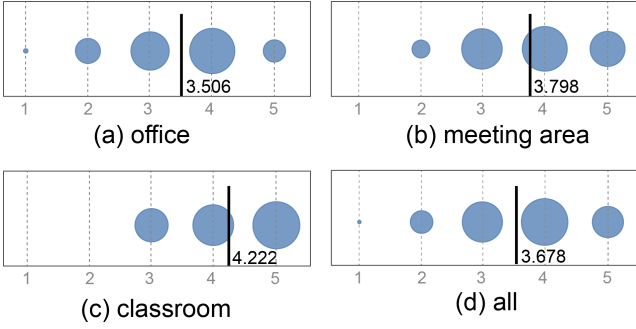 3.506
1 2 3 4 5
(a) office
3.798
1 2 3 4 5
(b) meeting area
4.222
1 2 3 4 5
(c) classroom
3.678
1 2 3 4 5
(d) all